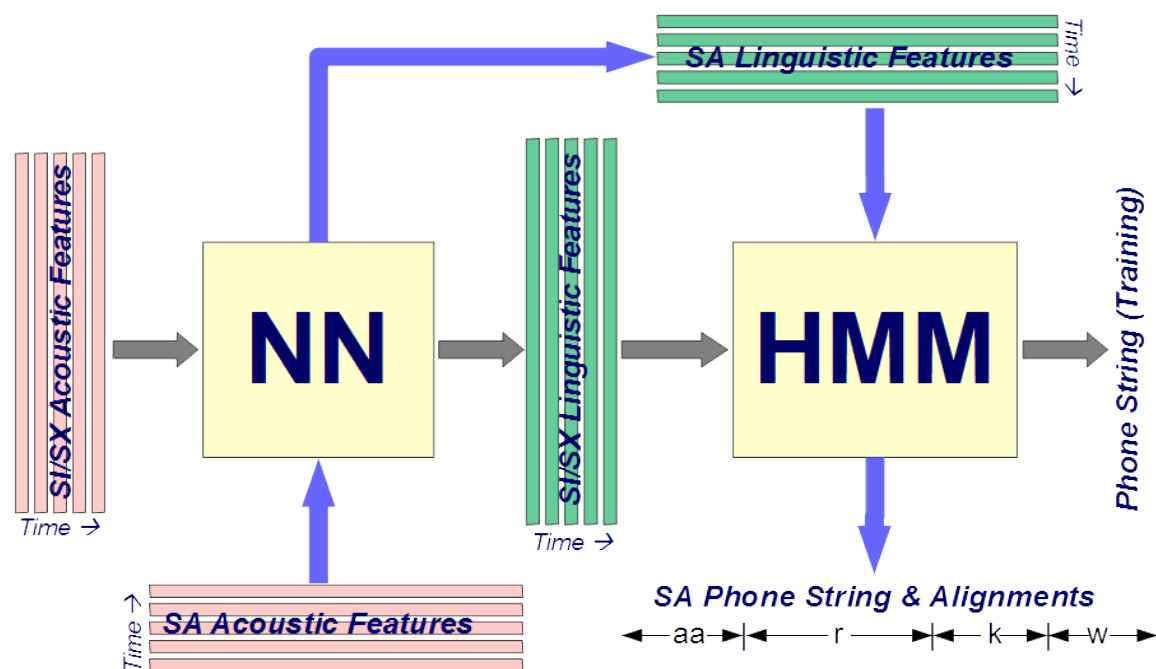 SA Linguistic Features
Time →
SI/SX Acoustic Features
Time →
NN
SI/SX Linguistic Features
Time →
HMM
Phone String (Training)
SA Acoustic Features
Time →
SA Phone String & Alignments
aa r k w